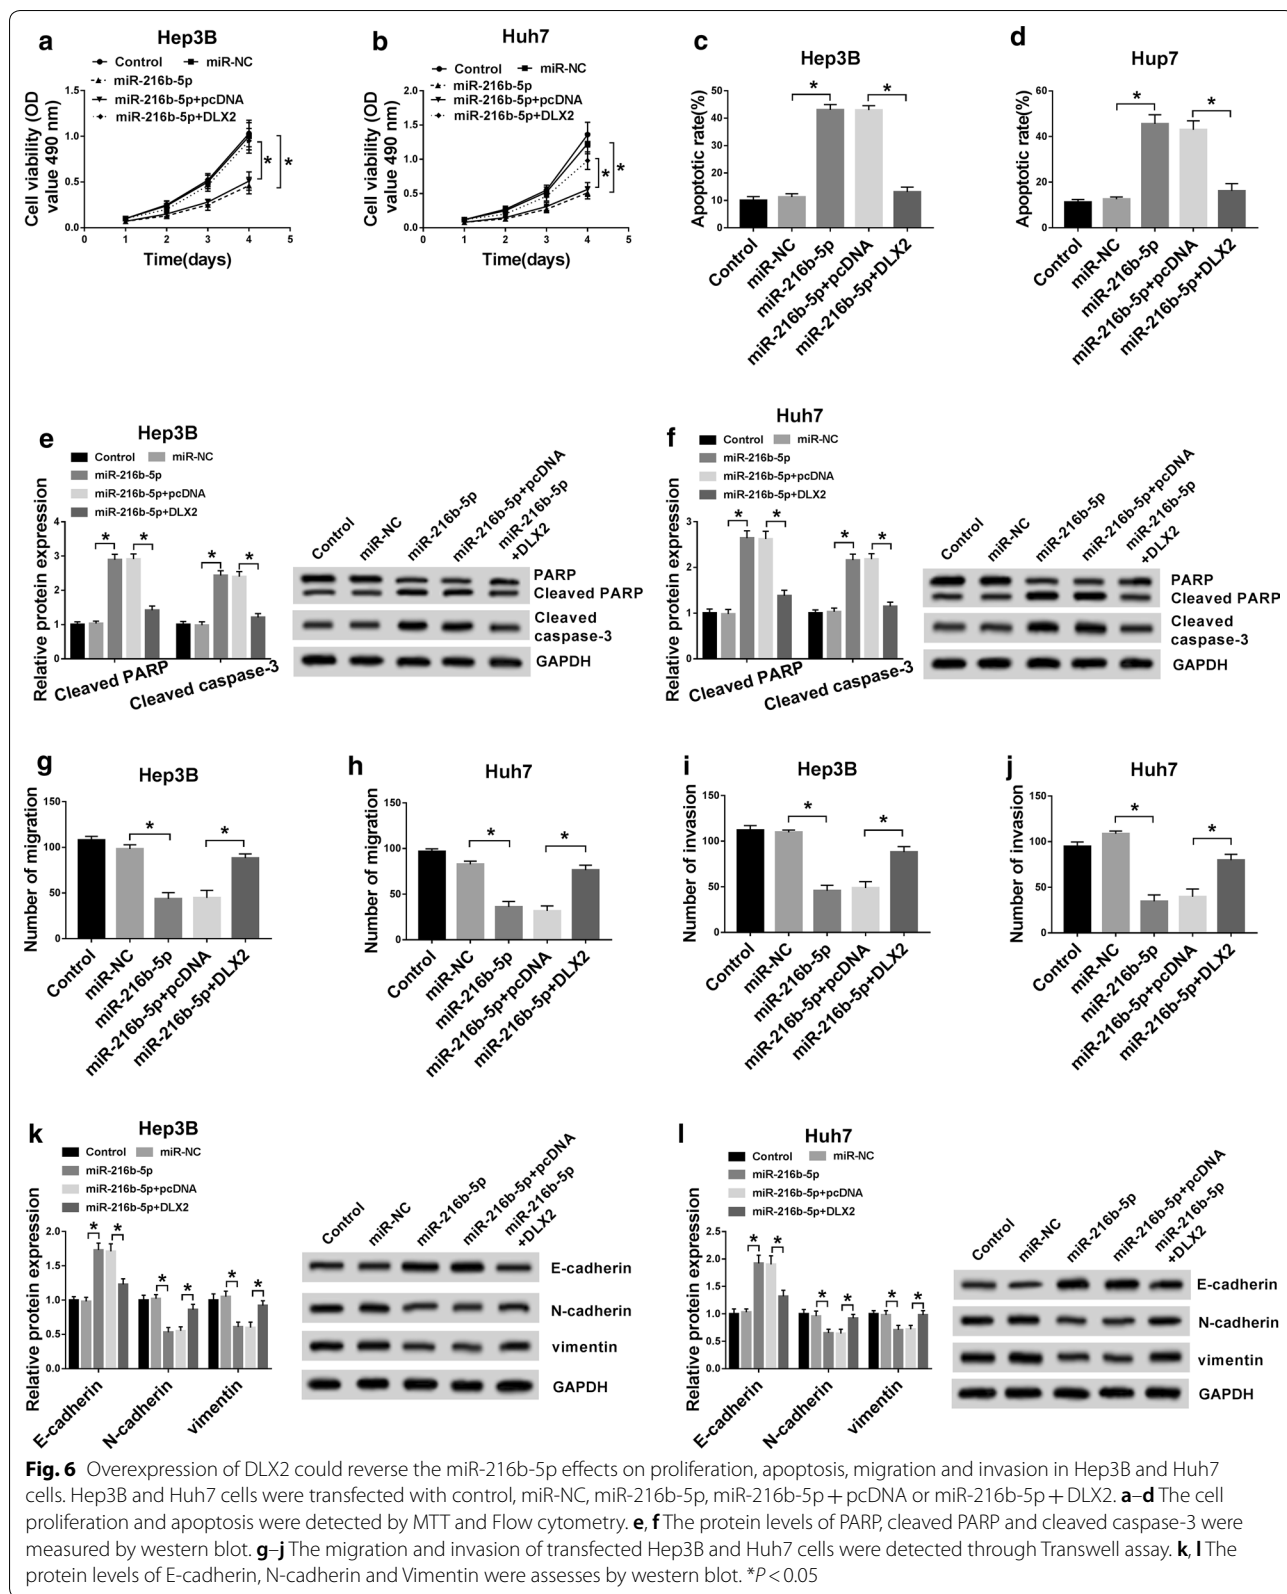 a
Hep3B
Control
miR-NC
miR-216b-5p
miR-216b-5p+pcDNA
miR-216b-5p+DLX2
Cell viability (OD
value 490 nm)
1.5
1.0
0.5
0.0
0 1 2 3 4 5
Time(days)
* *
b
Huh7
Control
miR-NC
miR-216b-5p
miR-216b-5p+pcDNA
miR-216b-5p+DLX2
Cell viability (OD
value 490 nm)
2.0
1.5
1.0
0.5
0.0
0 1 2 3 4 5
Time(days)
* *
c
Hep3B
Apoptotic rate(%)
50
40
30
20
10
0
* *
Control
miR-NC
miR-216b-5p
miR-216b-5p+pcDNA
miR-216b-5p+DLX2
d
Hup7
Apoptotic rate(%)
60
40
20
0
* *
Control
miR-NC
miR-216b-5p
miR-216b-5p+pcDNA
miR-216b-5p+DLX2
e
Hep3B
Control
miR-NC
miR-216b-5p
miR-216b-5p+pcDNA
miR-216b-5p+DLX2
Relative protein expression
4
3
2
1
0
* * * *
Cleaved PARP
Cleaved caspase-3
Control
miR-NC
miR-216b-5p
miR-216b-5p+pcDNA
miR-216b-5p
+DLX2
PARP
Cleaved PARP
Cleaved
caspase-3
GAPDH
f
Huh7
Control
miR-NC
miR-216b-5p
miR-216b-5p+pcDNA
miR-216b-5p+DLX2
Relative protein expression
3
2
1
0
* * * *
Cleaved PARP
Cleaved caspase-3
Control
miR-NC
miR-216b-5p
miR-216b-5p+pcDNA
miR-216b-5p
+DLX2
PARP
Cleaved PARP
Cleaved
caspase-3
GAPDH
g
Hep3B
Number of migration
150
100
50
0
* *
Control
miR-NC
miR-216b-5p
miR-216b-5p+pcDNA
miR-216b-5p+DLX2
h
Huh7
Number of migration
150
100
50
0
* *
Control
miR-NC
miR-216b-5p
miR-216b-5p+pcDNA
miR-216b-5p+DLX2
i
Hep3B
Number of invasion
150
100
50
0
* *
Control
miR-NC
miR-216b-5p
miR-216b-5p+pcDNA
miR-216b-5p+DLX2
j
Huh7
Number of invasion
150
100
50
0
* *
Control
miR-NC
miR-216b-5p
miR-216b-5p+pcDNA
miR-216b-5p+DLX2
k
Hep3B
Control
miR-NC
miR-216b-5p
miR-216b-5p+pcDNA
miR-216b-5p+DLX2
Relative protein expression
2.0
1.5
1.0
0.5
0.0
* * * * * *
E-cadherin
N-cadherin
vimentin
Control
miR-NC
miR-216b-5p
miR-216b-5p+pcDNA
miR-216b-5p
+DLX2
E-cadherin
N-cadherin
vimentin
GAPDH
l
Huh7
Control
miR-NC
miR-216b-5p
miR-216b-5p+pcDNA
miR-216b-5p+DLX2
Relative protein expression
2.5
2.0
1.5
1.0
0.5
0.0
* * * * * *
E-cadherin
N-cadherin
vimentin
Control
miR-NC
miR-216b-5p
miR-216b-5p+pcDNA
miR-216b-5p
+DLX2
E-cadherin
N-cadherin
vimentin
GAPDH
Fig. 6 Overexpression of DLX2 could reverse the miR-216b-5p effects on proliferation, apoptosis, migration and invasion in Hep3B and Huh7
cells. Hep3B and Huh7 cells were transfected with control, miR-NC, miR-216b-5p, miR-216b-5p + pcDNA or miR-216b-5p + DLX2. a–d The cell
proliferation and apoptosis were detected by MTT and Flow cytometry. e, f The protein levels of PARP, cleaved PARP and cleaved caspase-3 were
measured by western blot. g–j The migration and invasion of transfected Hep3B and Huh7 cells were detected through Transwell assay. k, l The
protein levels of E-cadherin, N-cadherin and Vimentin were assesses by western blot. *P < 0.05